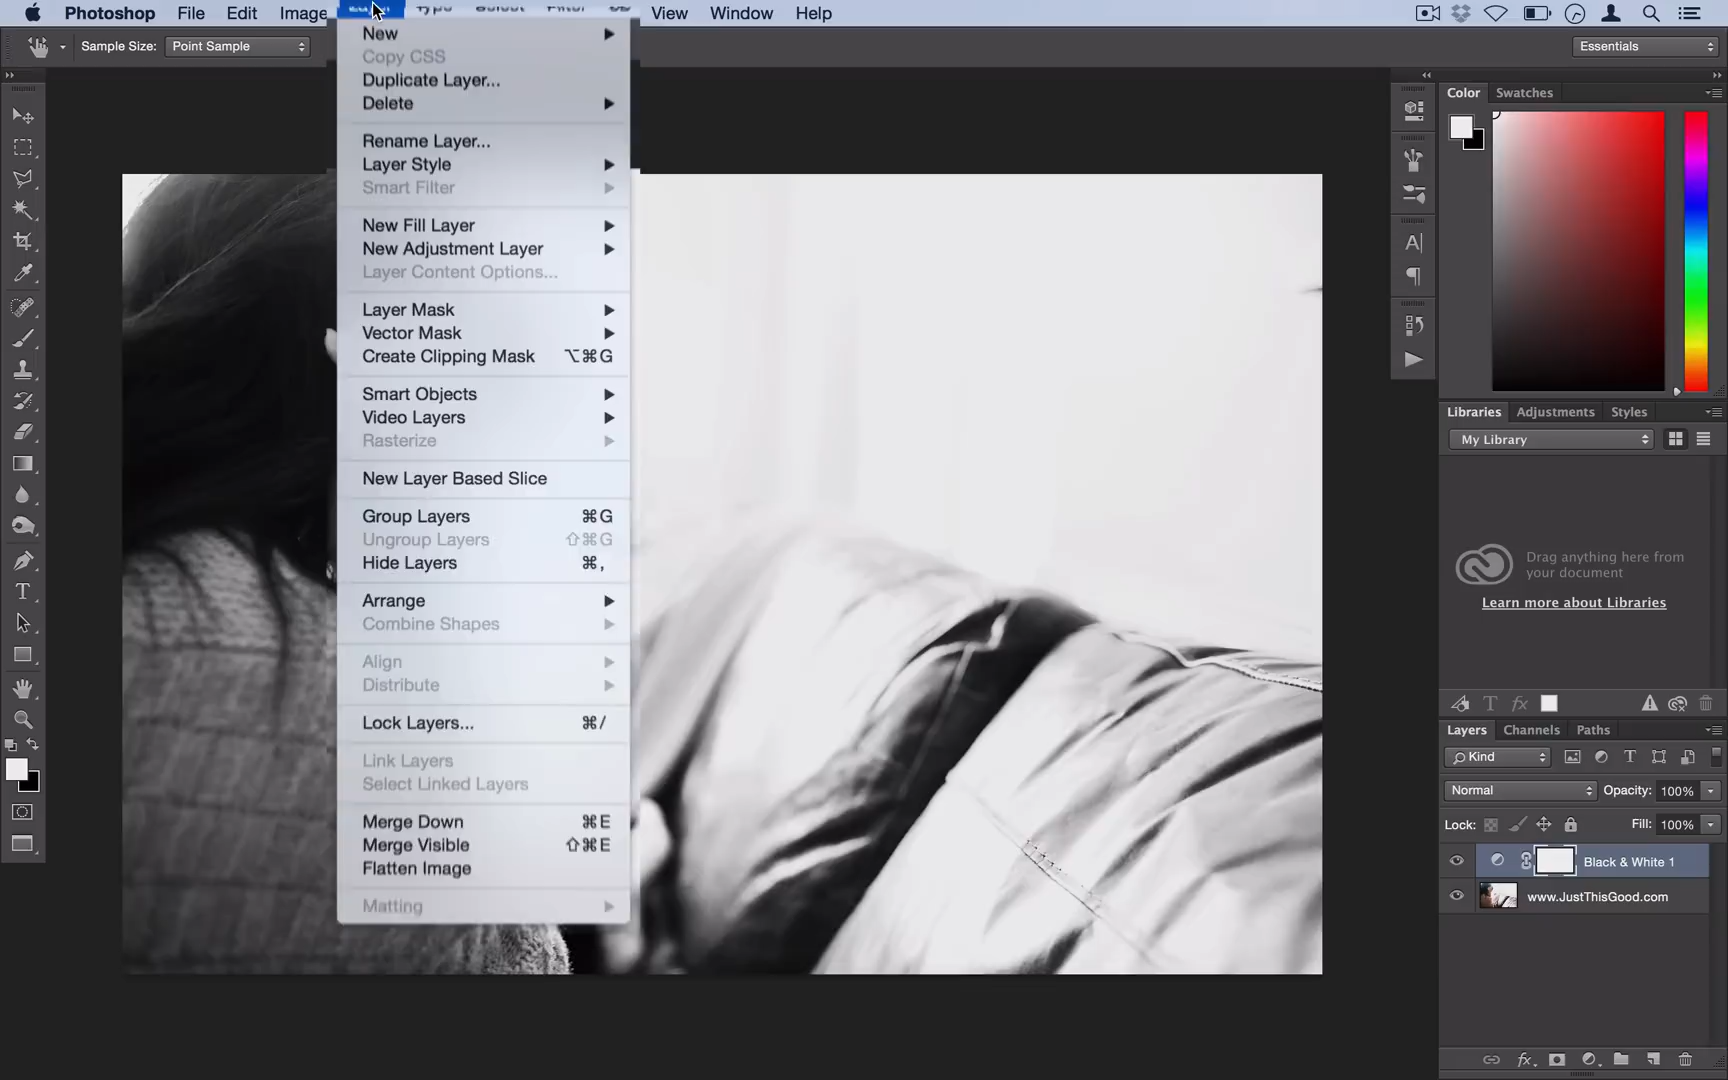 Photoshop File Edit Image View Window Help
Sample Size: Point Sample Essentials
New
Copy CSS
Duplicate Layer...
Delete
Rename Layer...
Layer Style
Smart Filter
New Fill Layer
New Adjustment Layer
Layer Content Options...
Layer Mask
Vector Mask
Create Clipping Mask ⌥⌘G
Smart Objects
Video Layers
Rasterize
New Layer Based Slice
Group Layers ⌘G
Ungroup Layers ⇧⌘G
Hide Layers ⌘,
Arrange
Combine Shapes
Align
Distribute
Lock Layers... ⌘/
Link Layers
Select Linked Layers
Merge Down ⌘E
Merge Visible ⇧⌘E
Flatten Image
Matting
Color Swatches
Libraries Adjustments Styles
My Library
Drag anything here from
your document
Learn more about Libraries
Layers Channels Paths
Kind
Normal Opacity: 100%
Lock: Fill: 100%
Black & White 1
www.JustThisGood.com